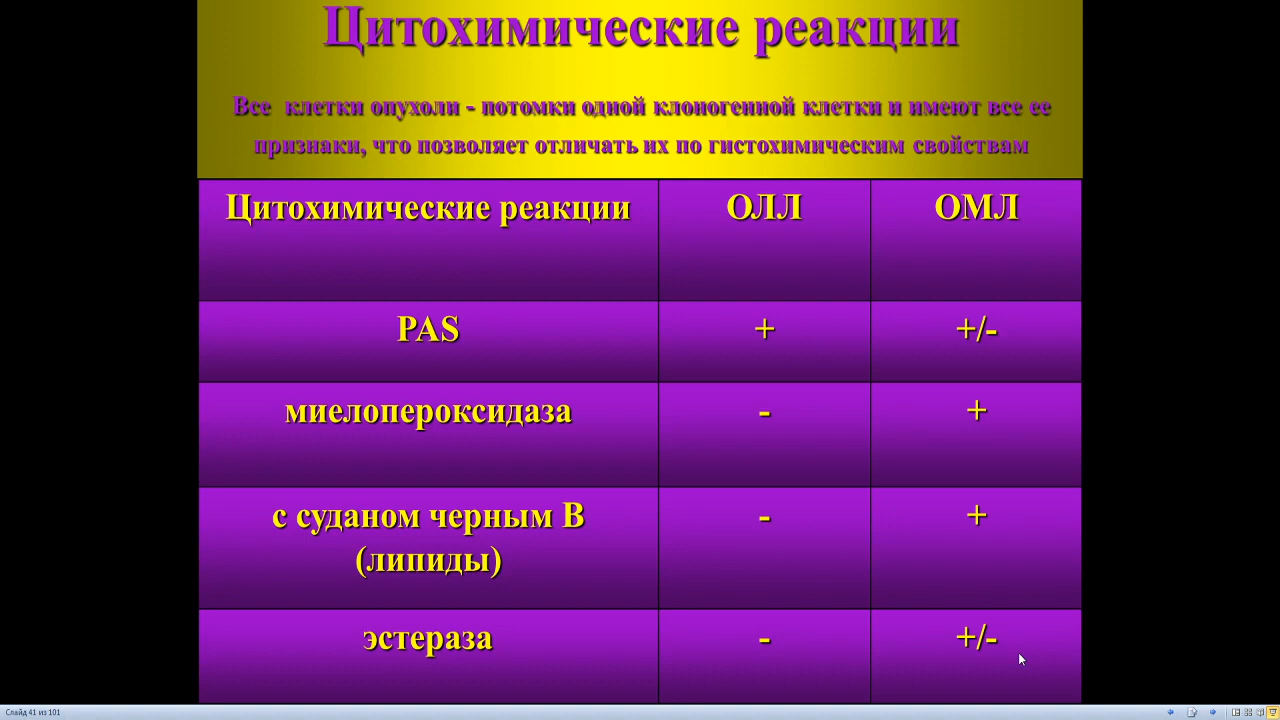 Цитохимические реакции
Все клетки опухоли - потомки одной клоногенной клетки и имеют все ее
признаки, что позволяет отличать их по гистохимическим свойствам
Цитохимические реакции ОЛЛ ОМЛ
PAS + +/-
миелопероксидаза - +
с суданом черным В - +
(липиды)
эстераза - +/-
Слайд 41 из 101